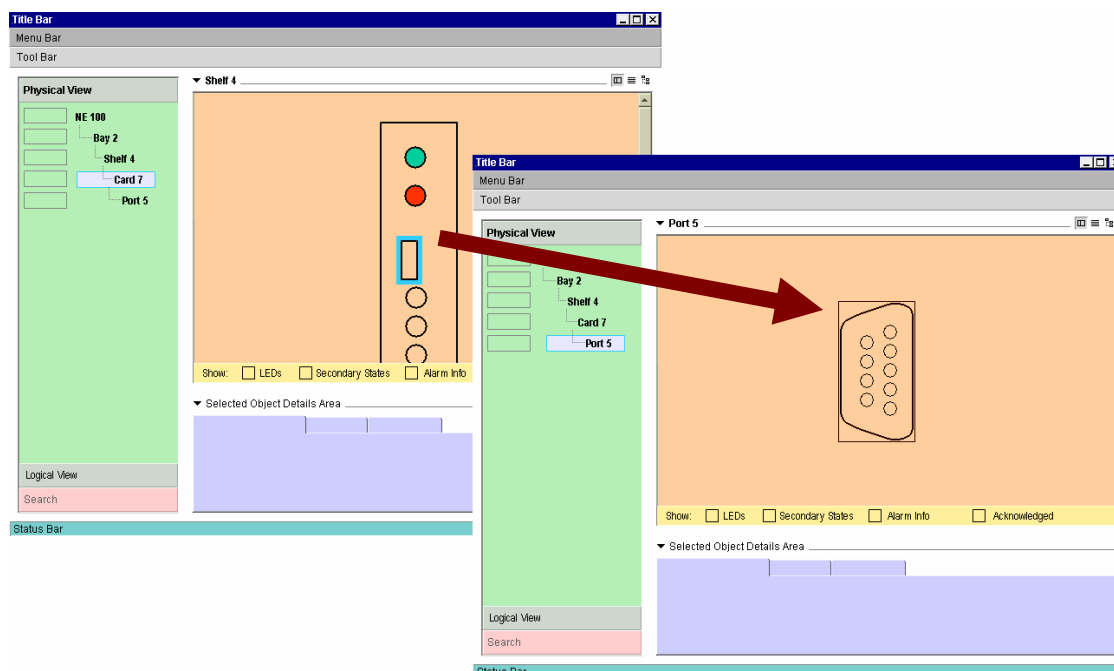 Title Bar
Menu Bar
Tool Bar
Physical View
NE 100
Bay 2
Shelf 4
Card 7
Port 5
Logical View
Search
Shelf 4
Show: LEDs Secondary States Alarm Info
Selected Object Details Area
Status Bar
Title Bar
Menu Bar
Tool Bar
Physical View
Bay 2
Shelf 4
Card 7
Port 5
Logical View
Search
Port 5
Show: LEDs Secondary States Alarm Info Acknowledged
Selected Object Details Area
Status Bar